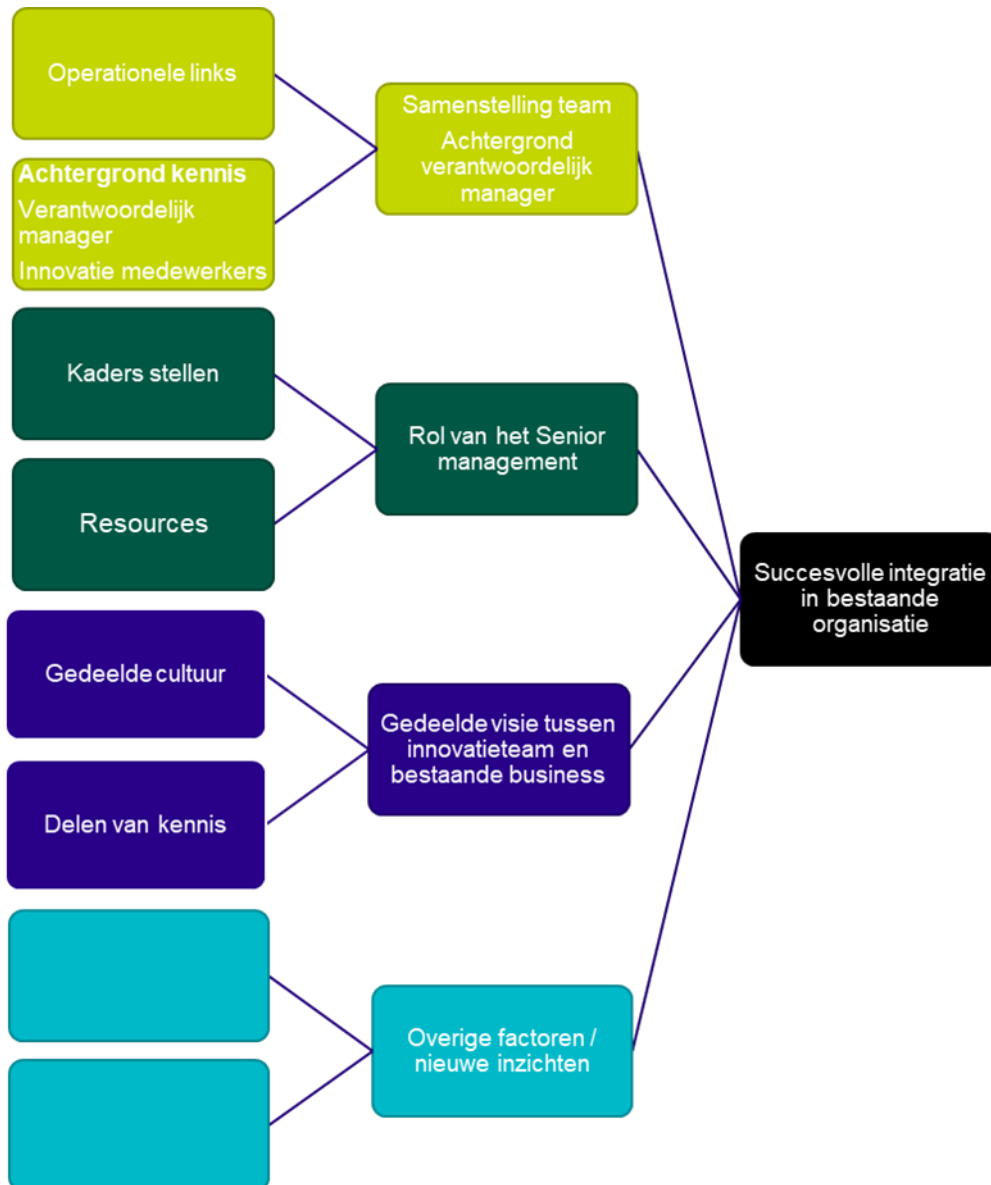 Operationele links
Samenstelling team
Achtergrond
verantwoordelijk
manager
Achtergrond kennis
Verantwoordelijk
manager
Innovatie medewerkers
Kaders stellen
Rol van het Senior
management
Resources
Succesvolle integratie
in bestaande
organisatie
Gedeelde cultuur
Gedeelde visie tussen
innovatieteam en
bestaande business
Delen van kennis
Overige factoren /
nieuwe inzichten